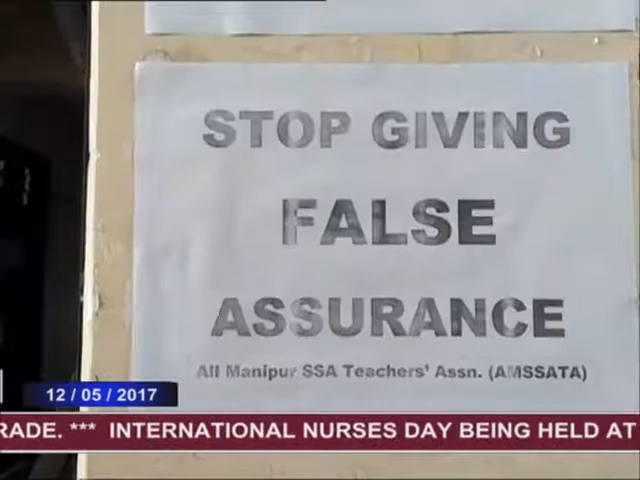 STOP GIVING
FALSE
ASSURANCE
All Manipur SSA Teachers' Assn. (AMSSATA)
12/05/2017
RADE. *** INTERNATIONAL NURSES DAY BEING HELD AT